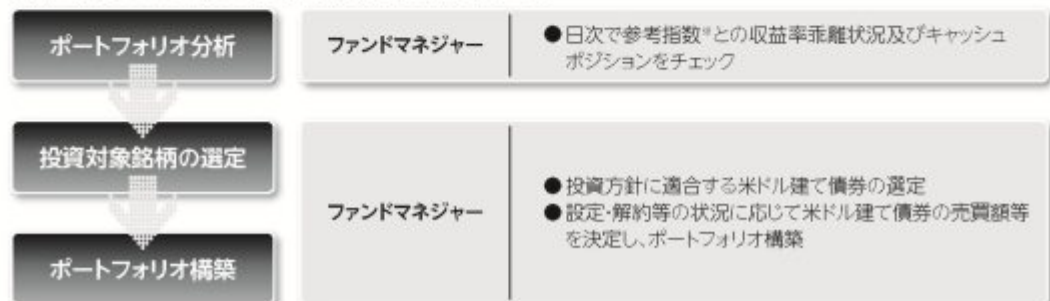 ポートフォリオ分析
ファンドマネジャー
●日次で参考指数※との収益率乖離状況及びキャッシュ
ポジションをチェック
投資対象銘柄の選定
ファンドマネジャー
●投資方針に適合する米ドル建て債券の選定
●設定・解約等の状況に応じて米ドル建て債券の売買額等
を決定し、ポートフォリオ構築
ポートフォリオ構築